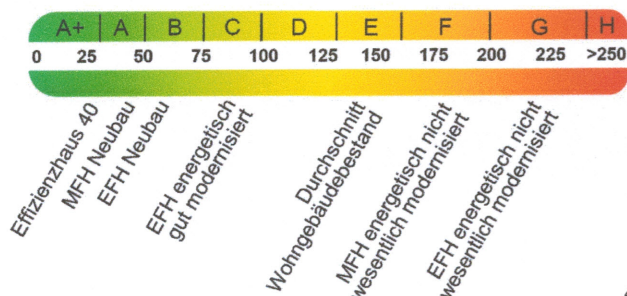 A+ A B C D E F G H
0 25 50 75 100 125 150 175 200 225 >250
Effizienzhaus 40
MFH Neubau
EFH Neubau
EFH energetisch
gut modernisiert
Durchschnitt
Wohngebäudebestand
MFH energetisch nicht
wesentlich modernisiert
EFH energetisch nicht
wesentlich modernisiert